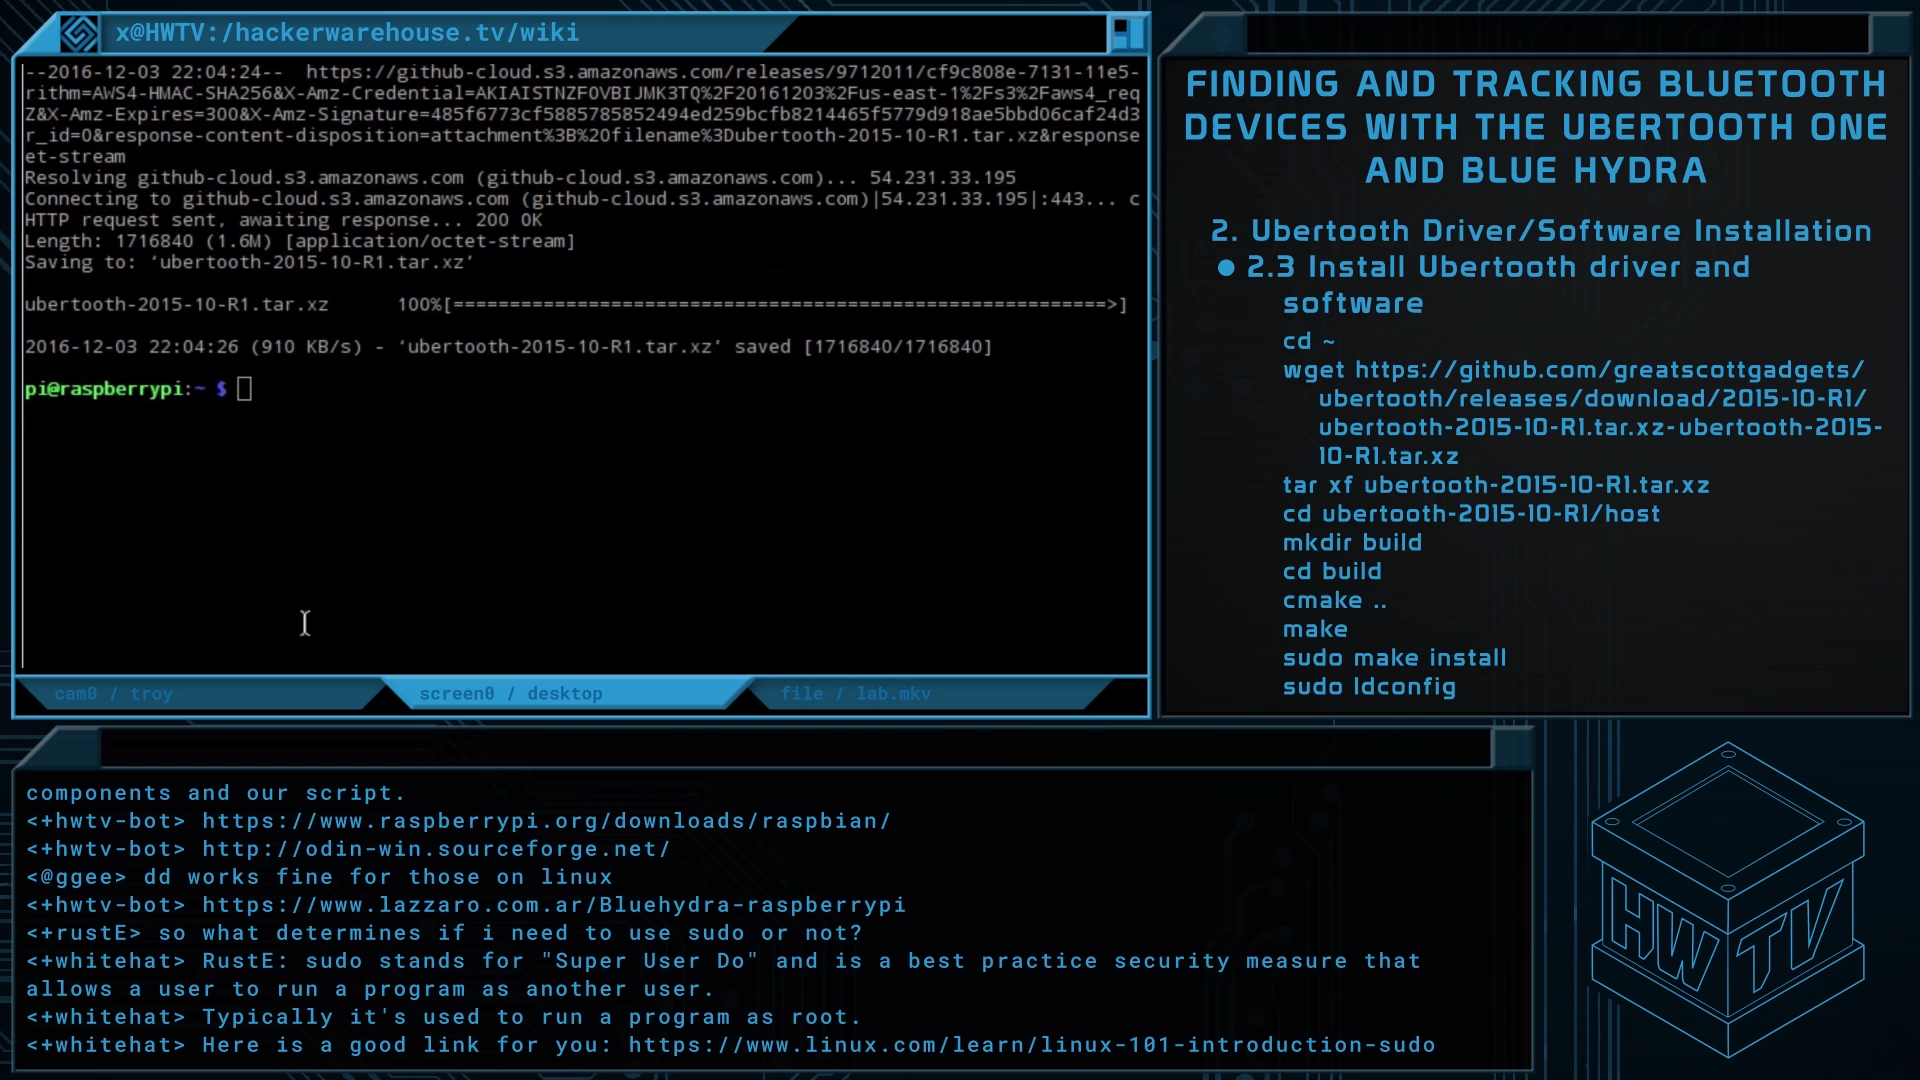 x@HWTV:/hackerwarehouse.tv/wiki
--2016-12-03 22:04:24--  https://github-cloud.s3.amazonaws.com/releases/9712011/cf9c808e-7131-11e5-
rithm=AWS4-HMAC-SHA256&X-Amz-Credential=AKIAISTNZFOVBIJMK3TQ%2F20161203%2Fus-east-1%2Fs3%2Faws4_req
Z&X-Amz-Expires=300&X-Amz-Signature=485f6773cf5885785852494ed259bcfb8214465f5779d918ae5bbd06caf24d3
r_id=0&response-content-disposition=attachment%3B%20filename%3Dubertooth-2015-10-R1.tar.xz&response
et-stream
Resolving github-cloud.s3.amazonaws.com (github-cloud.s3.amazonaws.com)... 54.231.33.195
Connecting to github-cloud.s3.amazonaws.com (github-cloud.s3.amazonaws.com)|54.231.33.195|:443... c
HTTP request sent, awaiting response... 200 OK
Length: 1716840 (1.6M) [application/octet-stream]
Saving to: ‘ubertooth-2015-10-R1.tar.xz’
ubertooth-2015-10-R1.tar.xz      100%[==========================================================>]
2016-12-03 22:04:26 (910 KB/s) - ‘ubertooth-2015-10-R1.tar.xz’ saved [1716840/1716840]
pi@raspberrypi:~ $
cam0 / troy
screen0 / desktop
file / lab.mkv
FINDING AND TRACKING BLUETOOTH
DEVICES WITH THE UBERTOOTH ONE
AND BLUE HYDRA
2. Ubertooth Driver/Software Installation
● 2.3 Install Ubertooth driver and
software
cd ~
wget https://github.com/greatscottgadgets/
ubertooth/releases/download/2015-10-R1/
ubertooth-2015-10-R1.tar.xz-ubertooth-2015-
10-R1.tar.xz
tar xf ubertooth-2015-10-R1.tar.xz
cd ubertooth-2015-10-R1/host
mkdir build
cd build
cmake ..
make
sudo make install
sudo ldconfig
components and our script.
<+hwtv-bot> https://www.raspberrypi.org/downloads/raspbian/
<+hwtv-bot> http://odin-win.sourceforge.net/
<@ggee> dd works fine for those on linux
<+hwtv-bot> https://www.lazzaro.com.ar/Bluehydra-raspberrypi
<+rustE> so what determines if i need to use sudo or not?
<+whitehat> RustE: sudo stands for "Super User Do" and is a best practice security measure that
allows a user to run a program as another user.
<+whitehat> Typically it's used to run a program as root.
<+whitehat> Here is a good link for you: https://www.linux.com/learn/linux-101-introduction-sudo
HW TV